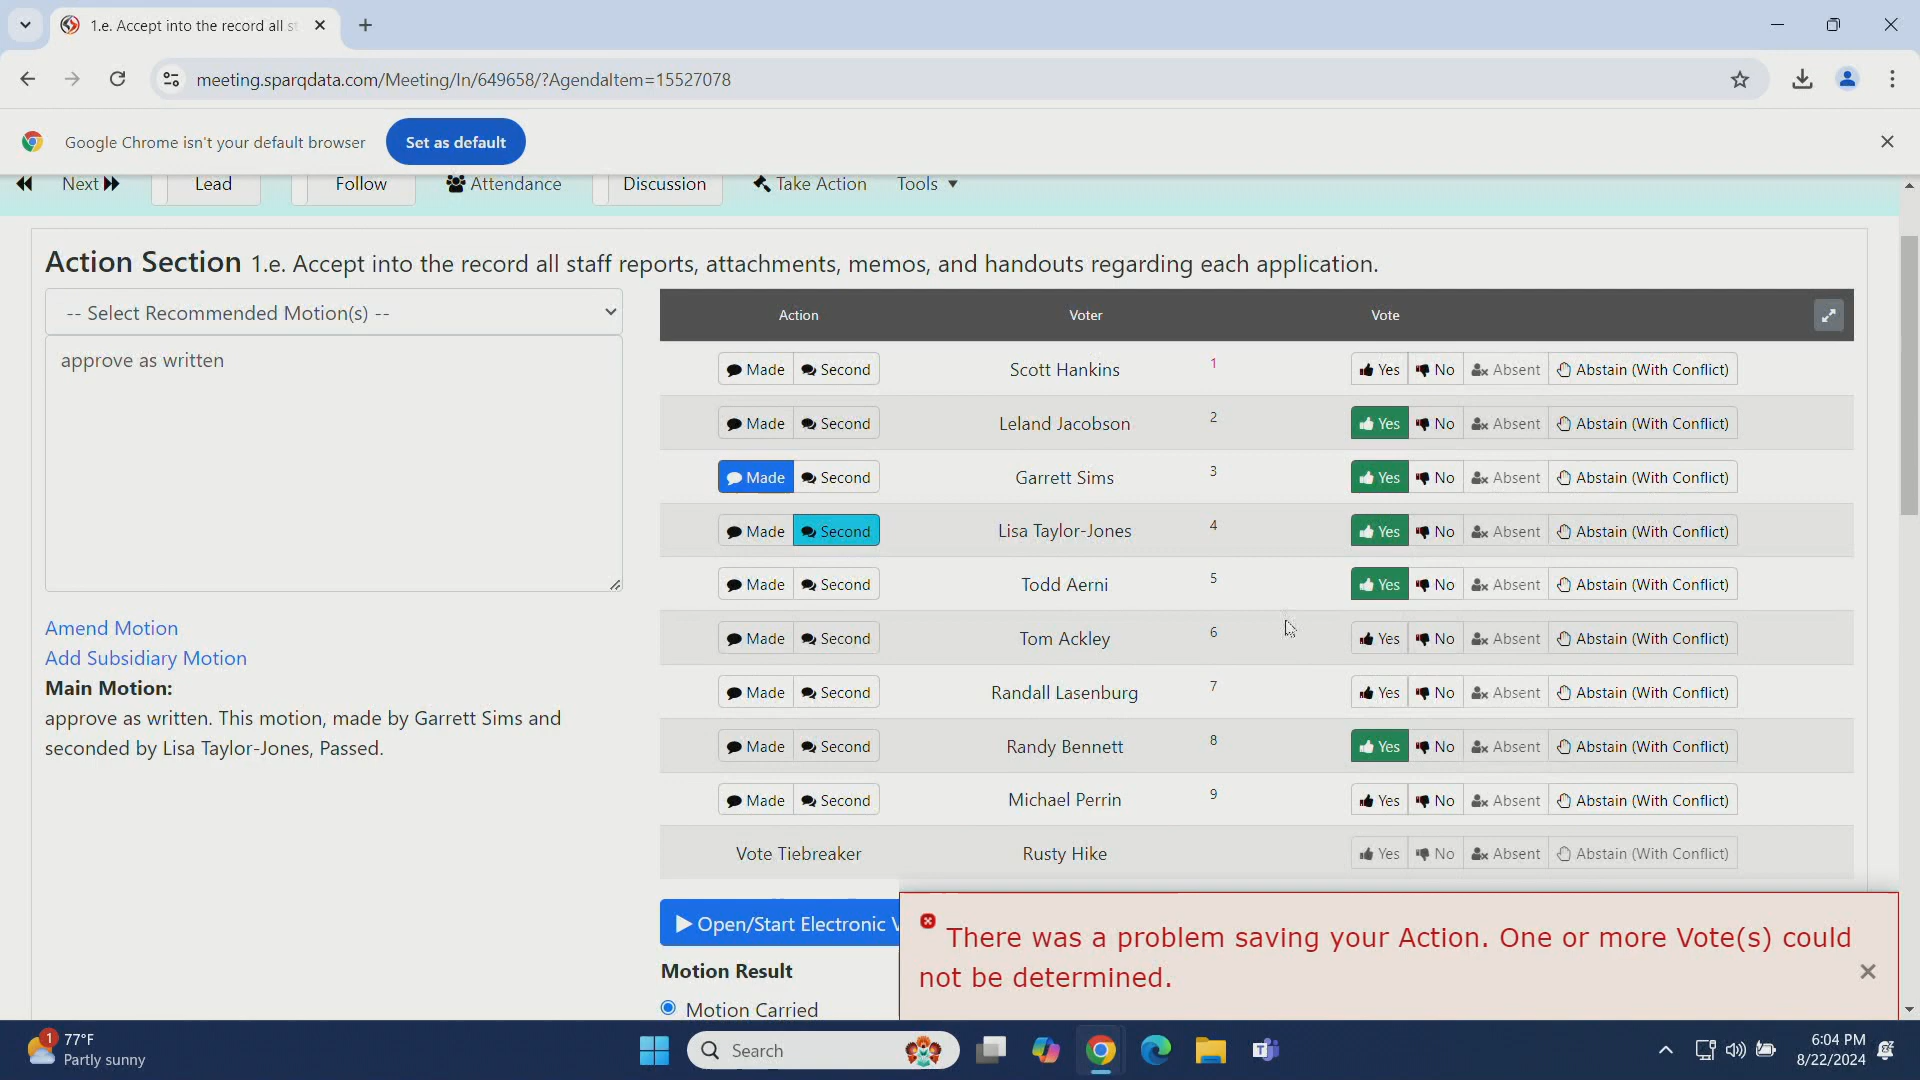 1.e. Accept into the record all st
meeting.sparqdata.com/Meeting/In/649658/?AgendaItem=15527078
Google Chrome isn't your default browser
Set as default
Next
Lead
Follow
Attendance
Discussion
Take Action
Tools
Action Section 1.e. Accept into the record all staff reports, attachments, memos, and handouts regarding each application.
-- Select Recommended Motion(s) --
approve as written
Amend Motion
Add Subsidiary Motion
Main Motion:
approve as written. This motion, made by Garrett Sims and
seconded by Lisa Taylor-Jones, Passed.
Action Voter Vote
Made Second Scott Hankins 1 Yes No Absent Abstain (With Conflict)
Made Second Leland Jacobson 2 Yes No Absent Abstain (With Conflict)
Made Second Garrett Sims 3 Yes No Absent Abstain (With Conflict)
Made Second Lisa Taylor-Jones 4 Yes No Absent Abstain (With Conflict)
Made Second Todd Aerni 5 Yes No Absent Abstain (With Conflict)
Made Second Tom Ackley 6 Yes No Absent Abstain (With Conflict)
Made Second Randall Lasenburg 7 Yes No Absent Abstain (With Conflict)
Made Second Randy Bennett 8 Yes No Absent Abstain (With Conflict)
Made Second Michael Perrin 9 Yes No Absent Abstain (With Conflict)
Vote Tiebreaker Rusty Hike Yes No Absent Abstain (With Conflict)
Open/Start Electronic V
Motion Result
Motion Carried
There was a problem saving your Action. One or more Vote(s) could
not be determined.
1
77°F
Partly sunny
Search
6:04 PM
8/22/2024